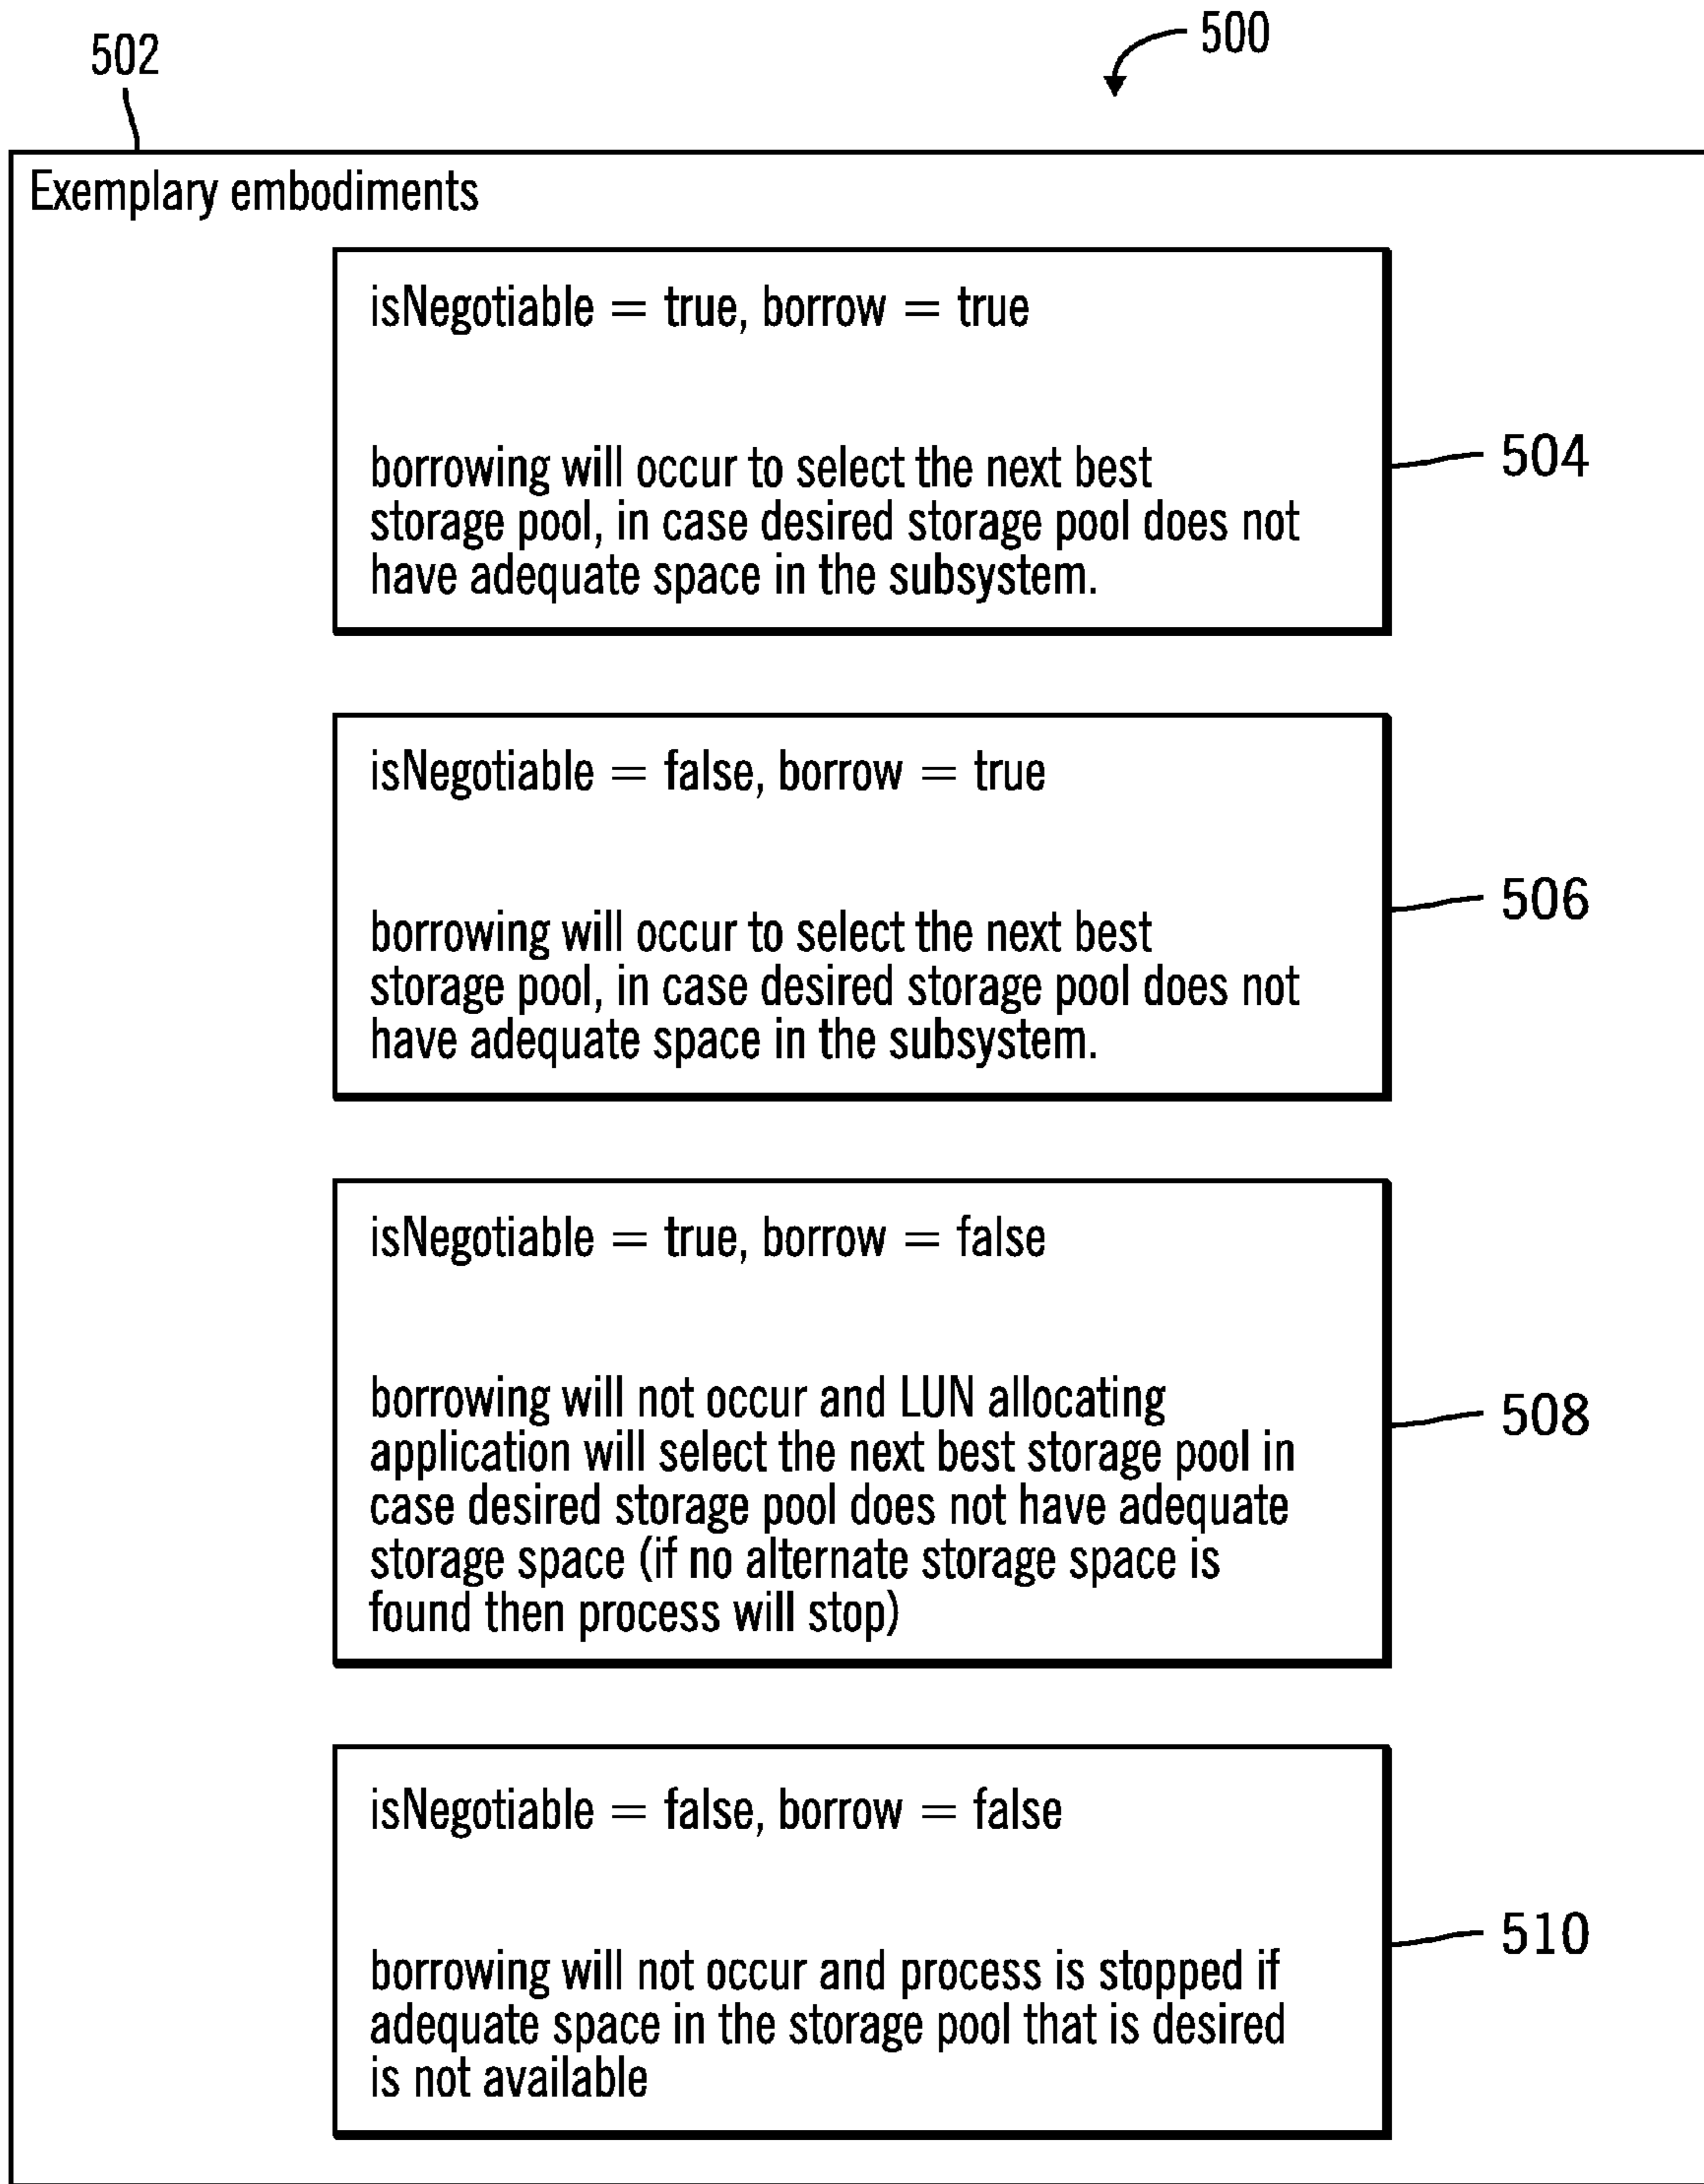 500
502
Exemplary embodiments
isNegotiable = true, borrow = true
borrowing will occur to select the next best
storage pool, in case desired storage pool does not
have adequate space in the subsystem.
504
isNegotiable = false, borrow = true
borrowing will occur to select the next best
storage pool, in case desired storage pool does not
have adequate space in the subsystem.
506
isNegotiable = true, borrow = false
borrowing will not occur and LUN allocating
application will select the next best storage pool in
case desired storage pool does not have adequate
storage space (if no alternate storage space is
found then process will stop)
508
isNegotiable = false, borrow = false
borrowing will not occur and process is stopped if
adequate space in the storage pool that is desired
is not available
510